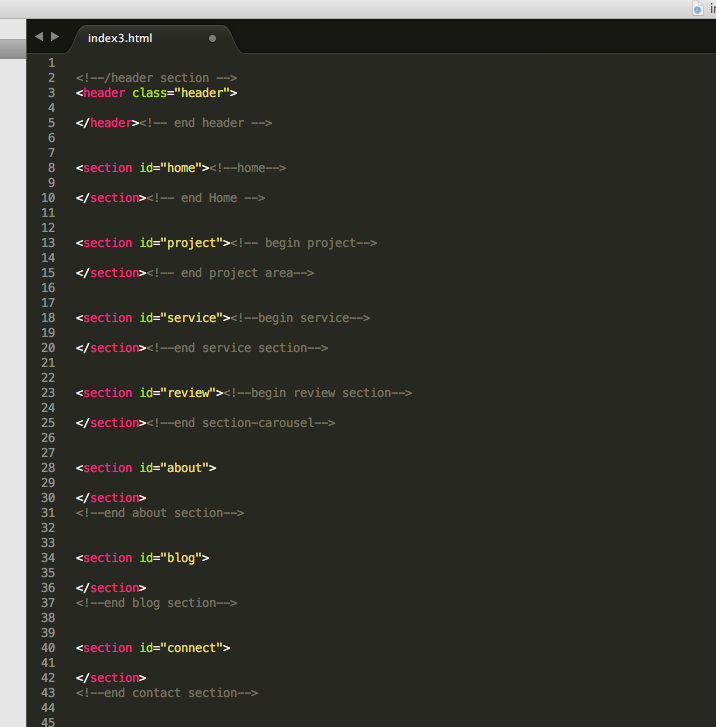 index3.html
1
2 <!--/header section -->
3 <header class="header">
4
5 </header><!-- end header -->
6
7
8 <section id="home"><!--home-->
9
10 </section><!-- end Home -->
11
12
13 <section id="project"><!-- begin project-->
14
15 </section><!-- end project area-->
16
17
18 <section id="service"><!--begin service-->
19
20 </section><!--end service section-->
21
22
23 <section id="review"><!--begin review section-->
24
25 </section><!--end section-carousel-->
26
27
28 <section id="about">
29
30 </section>
31 <!--end about section-->
32
33
34 <section id="blog">
35
36 </section>
37 <!--end blog section-->
38
39
40 <section id="connect">
41
42 </section>
43 <!--end contact section-->
44
45